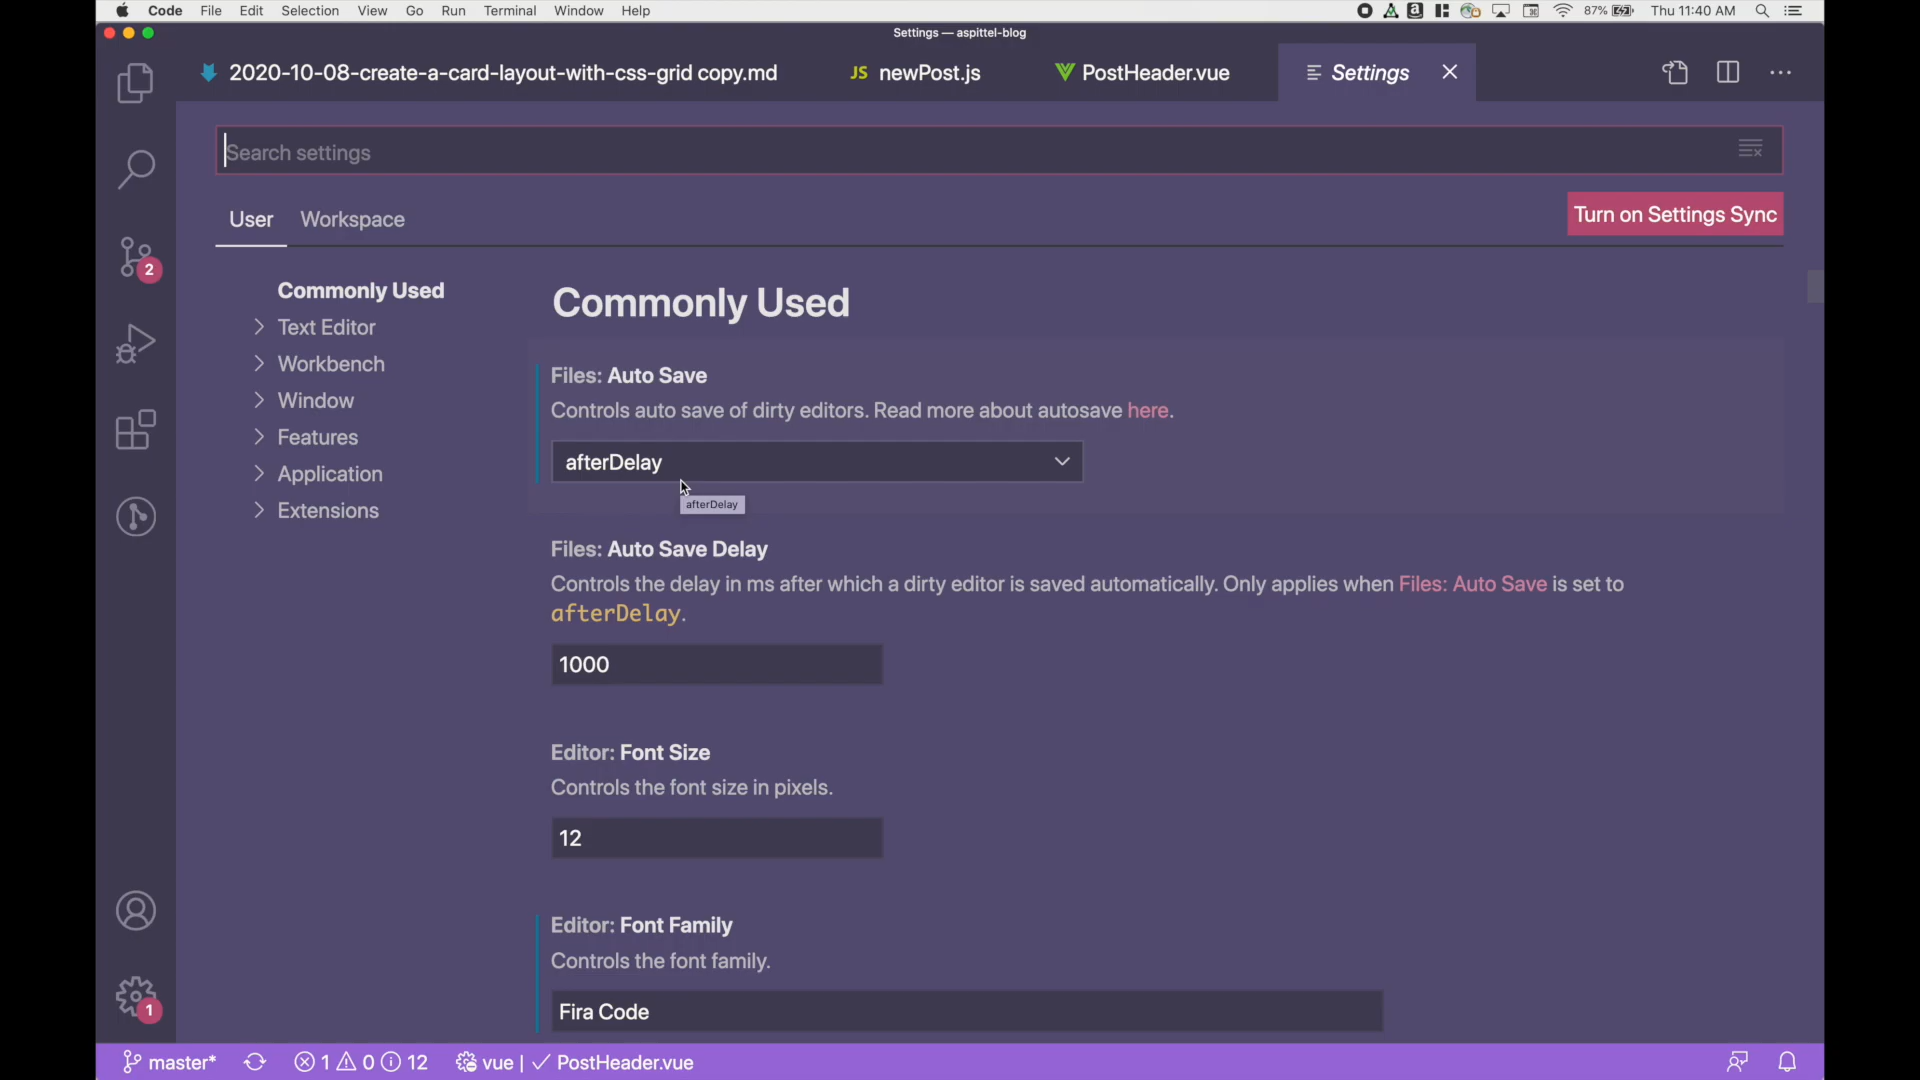 Code File Edit Selection View Go Run Terminal Window Help 87% Thu 11:40 AM
Settings — aspittel-blog
2020-10-08-create-a-card-layout-with-css-grid copy.md JS newPost.js PostHeader.vue Settings
Search settings
User Workspace Turn on Settings Sync
2
Commonly Used
Text Editor
Workbench
Window
Features
Application
Extensions
Commonly Used
Files: Auto Save
Controls auto save of dirty editors. Read more about autosave here.
afterDelay
afterDelay
Files: Auto Save Delay
Controls the delay in ms after which a dirty editor is saved automatically. Only applies when Files: Auto Save is set to
afterDelay.
1000
Editor: Font Size
Controls the font size in pixels.
12
Editor: Font Family
Controls the font family.
Fira Code
1
master* 1 0 12 vue | PostHeader.vue